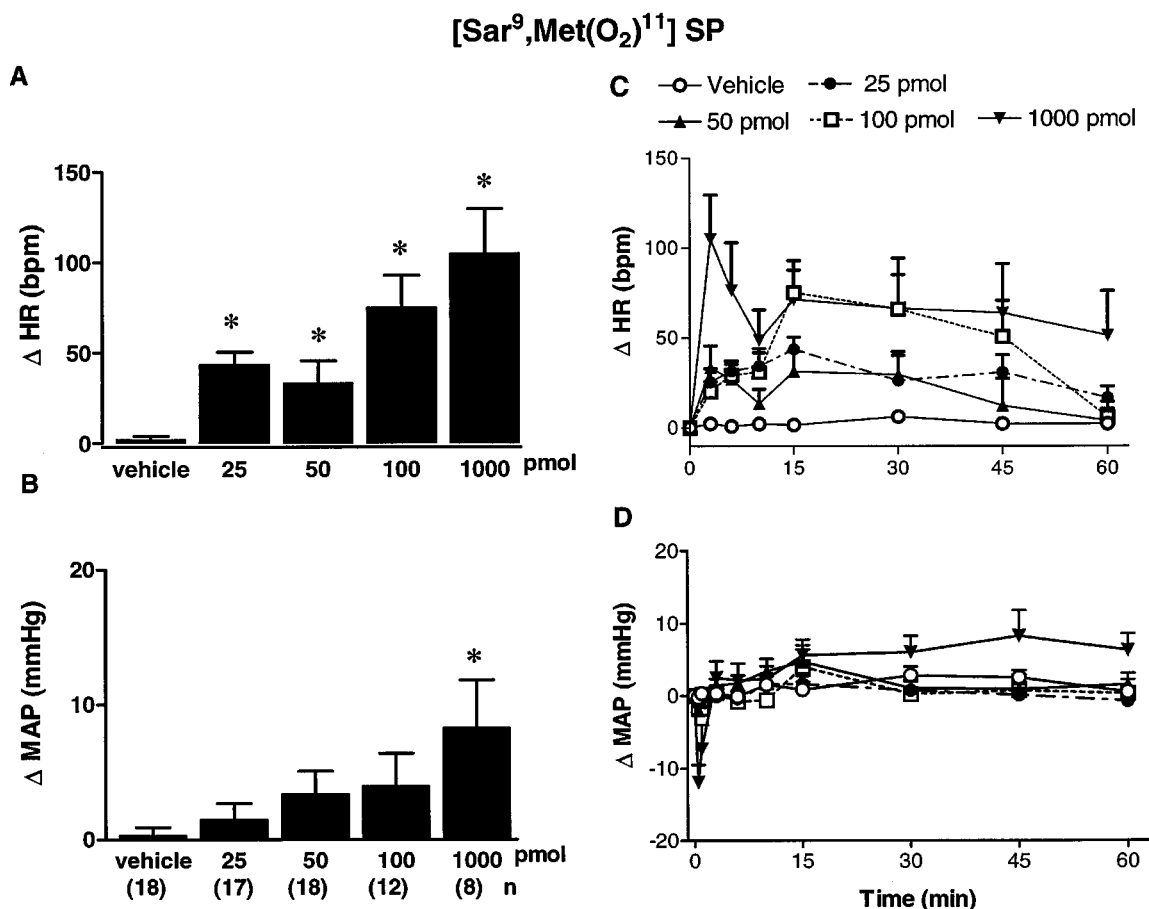 [Sar⁹,Met(O₂)¹¹] SP
A
Δ HR (bpm)
150
100
50
0
*
*
*
*
vehicle 25 50 100 1000 pmol
B
Δ MAP (mmHg)
20
10
0
*
vehicle 25 50 100 1000 pmol
(18) (17) (18) (12) (8) n
C
Vehicle 25 pmol
50 pmol 100 pmol 1000 pmol
Δ HR (bpm)
150
100
50
0
0 15 30 45 60
D
Δ MAP (mmHg)
20
10
0
-10
-20
0 15 30 45 60
Time (min)